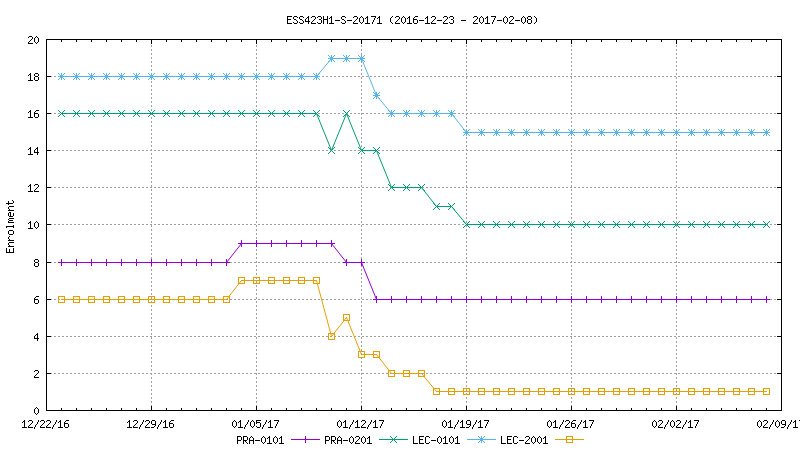 ESS423H1-S-20171 (2016-12-23 - 2017-02-08)
20
18
16
14
12
10
8
6
4
2
0
Enrolment
12/22/16 12/29/16 01/05/17 01/12/17 01/19/17 01/26/17 02/02/17 02/09/1
PRA-0101 PRA-0201 LEC-0101 LEC-2001